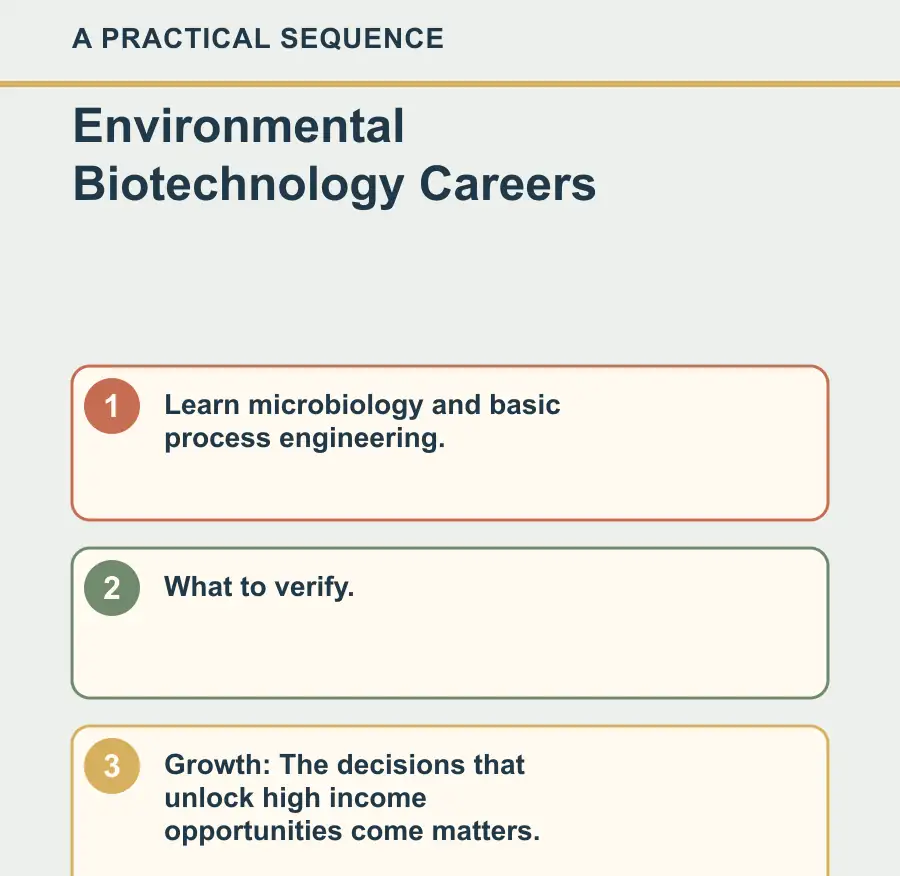 A PRACTICAL SEQUENCE
Environmental
Biotechnology Careers
1
Learn microbiology and basic
process engineering.
2
What to verify.
3
Growth: The decisions that
unlock high income
opportunities come matters.